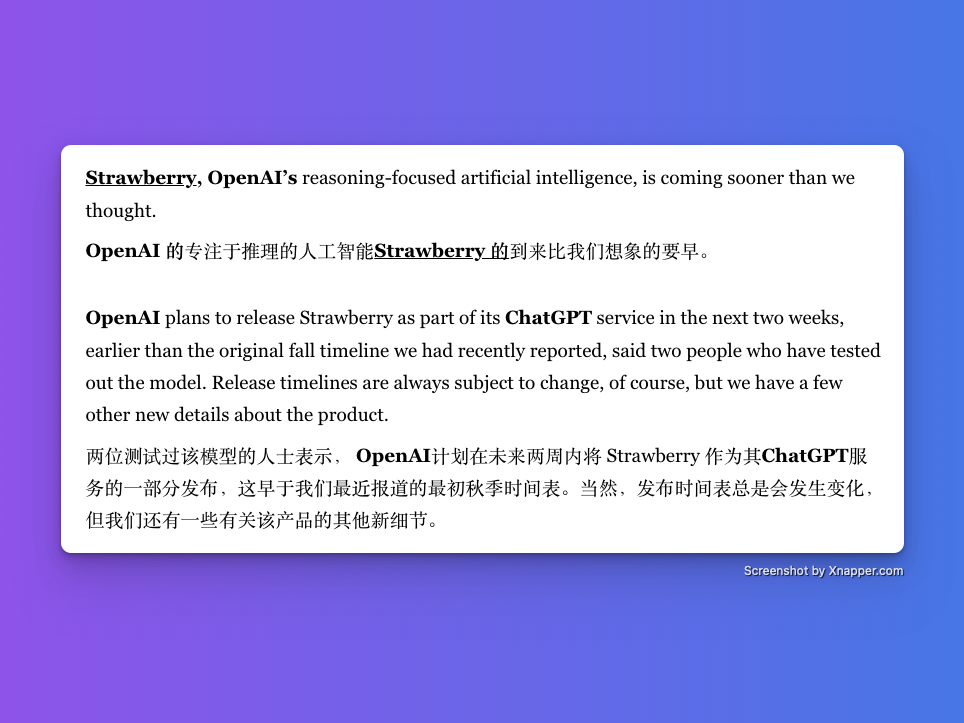 Strawberry, OpenAI’s reasoning-focused artificial intelligence, is coming sooner than we
thought.
OpenAI 的专注于推理的人工智能Strawberry 的到来比我们想象的要早。
OpenAI plans to release Strawberry as part of its ChatGPT service in the next two weeks,
earlier than the original fall timeline we had recently reported, said two people who have tested
out the model. Release timelines are always subject to change, of course, but we have a few
other new details about the product.
两位测试过该模型的人士表示， OpenAI计划在未来两周内将 Strawberry 作为其ChatGPT服
务的一部分发布，这早于我们最近报道的最初秋季时间表。当然，发布时间表总是会发生变化，
但我们还有一些有关该产品的其他新细节。
Screenshot by Xnapper.com